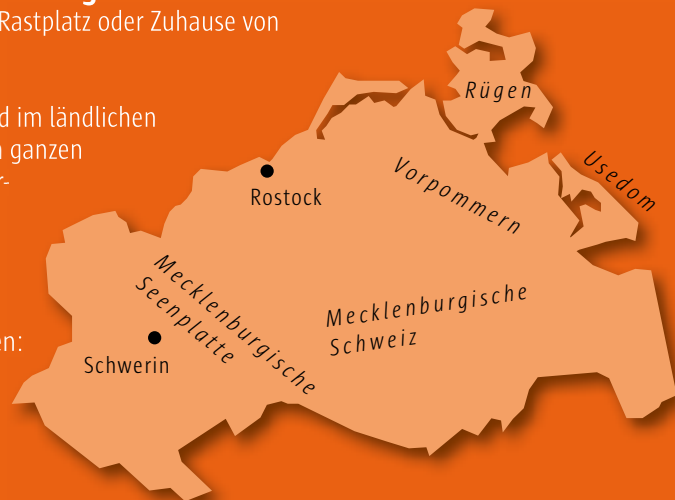 Rastplatz oder Zuhause von
d im ländlichen
ganzen
r-
en:
Rügen
Usedom
Vorpommern
Rostock
Mecklenburgische
Seenplatte
Mecklenburgische
Schweiz
Schwerin